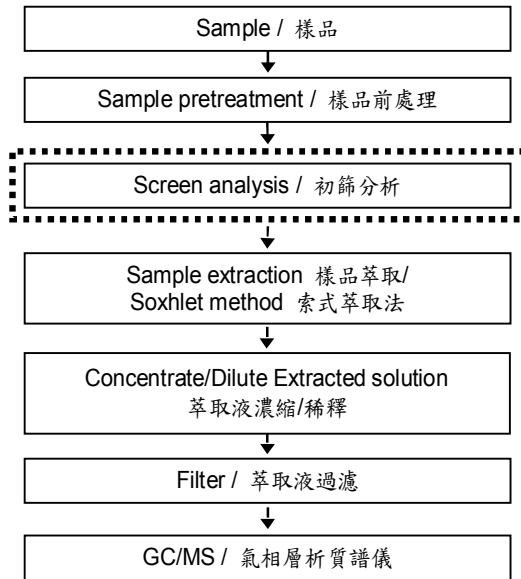 Sample / 樣品
Sample pretreatment / 樣品前處理
Screen analysis / 初篩分析
Sample extraction 樣品萃取/
Soxhlet method 索式萃取法
Concentrate/Dilute Extracted solution
萃取液濃縮/稀釋
Filter / 萃取液過濾
GC/MS / 氣相層析質譜儀